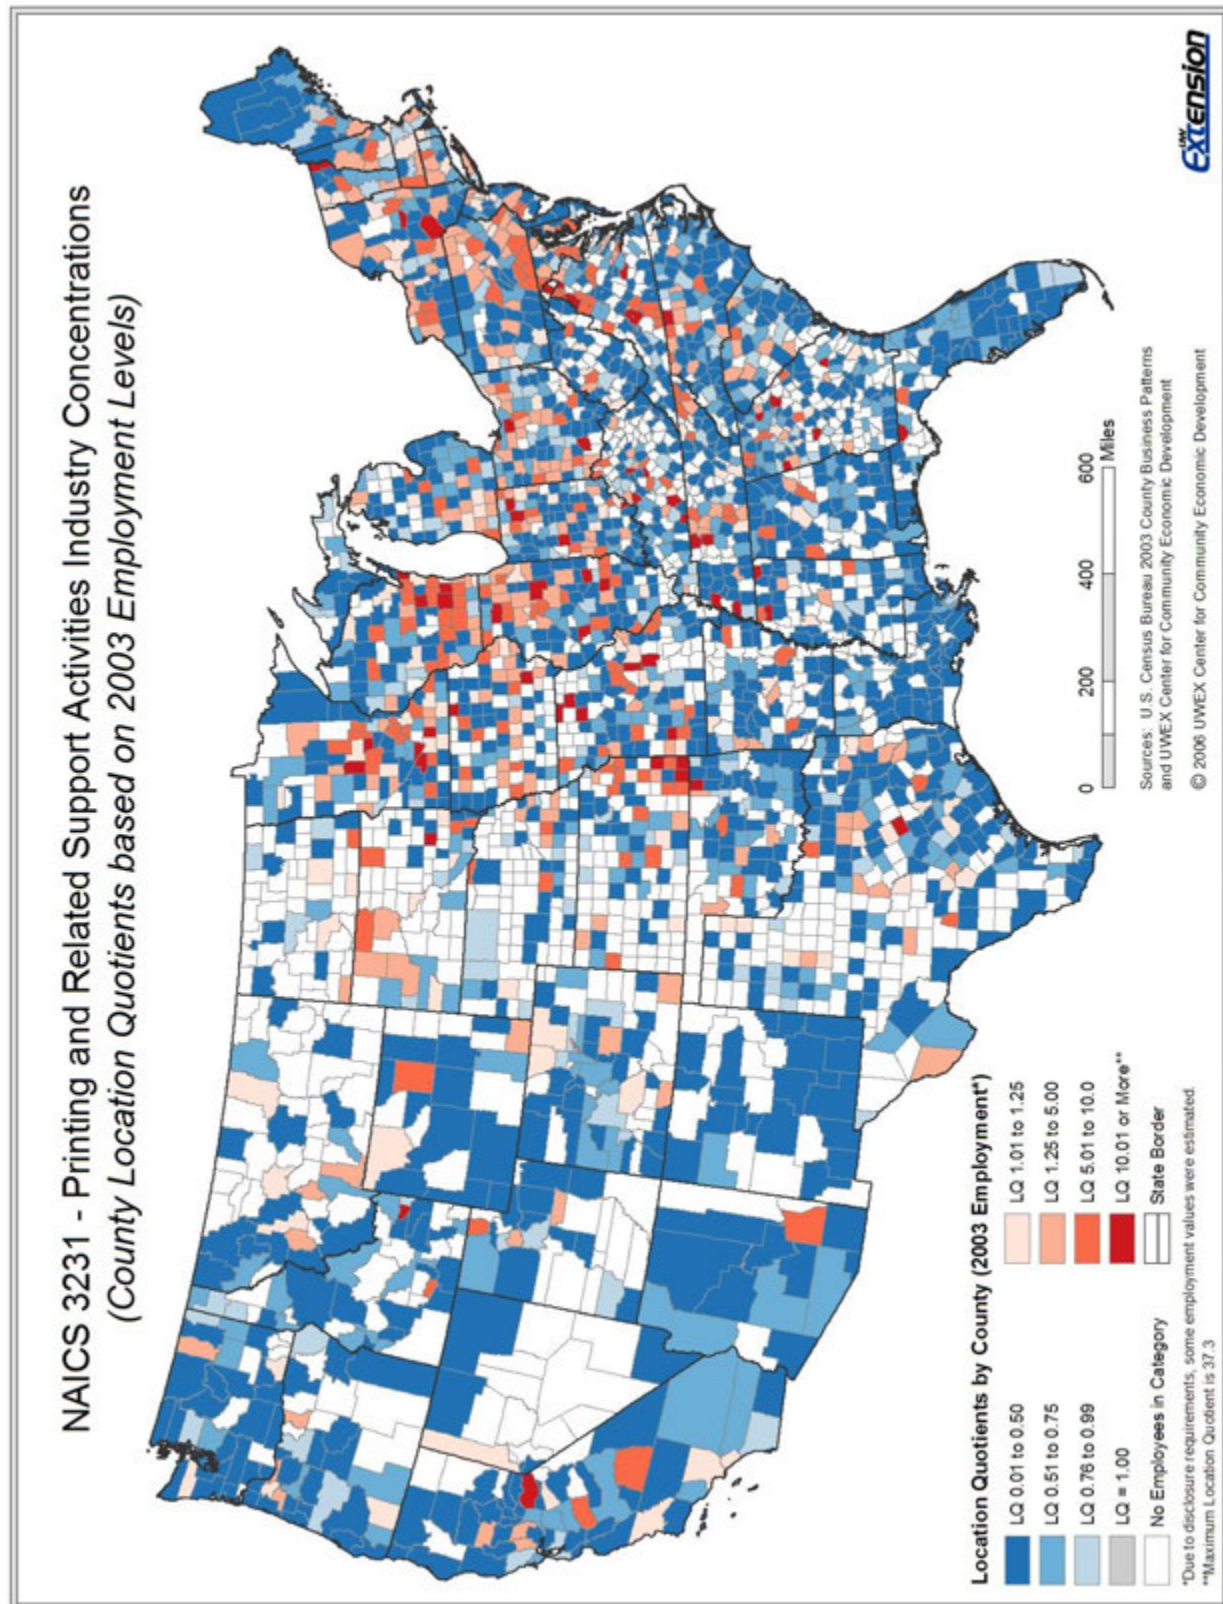 NAICS 3231 - Printing and Related Support Activities Industry Concentrations
(County Location Quotients based on 2003 Employment Levels)
Location Quotients by County (2003 Employment*)
LQ 0.01 to 0.50
LQ 0.51 to 0.75
LQ 0.76 to 0.99
LQ = 1.00
No Employees in Category
LQ 1.01 to 1.25
LQ 1.25 to 5.00
LQ 5.01 to 10.0
LQ 10.01 or More**
State Border
*Due to disclosure requirements, some employment values were estimated.
**Maximum Location Quotient is 37.3
0 200 400 600 Miles
Sources: U.S. Census Bureau 2003 County Business Patterns
and UWEX Center for Community Economic Development
© 2006 UWEX Center for Community Economic Development
UW
Extension